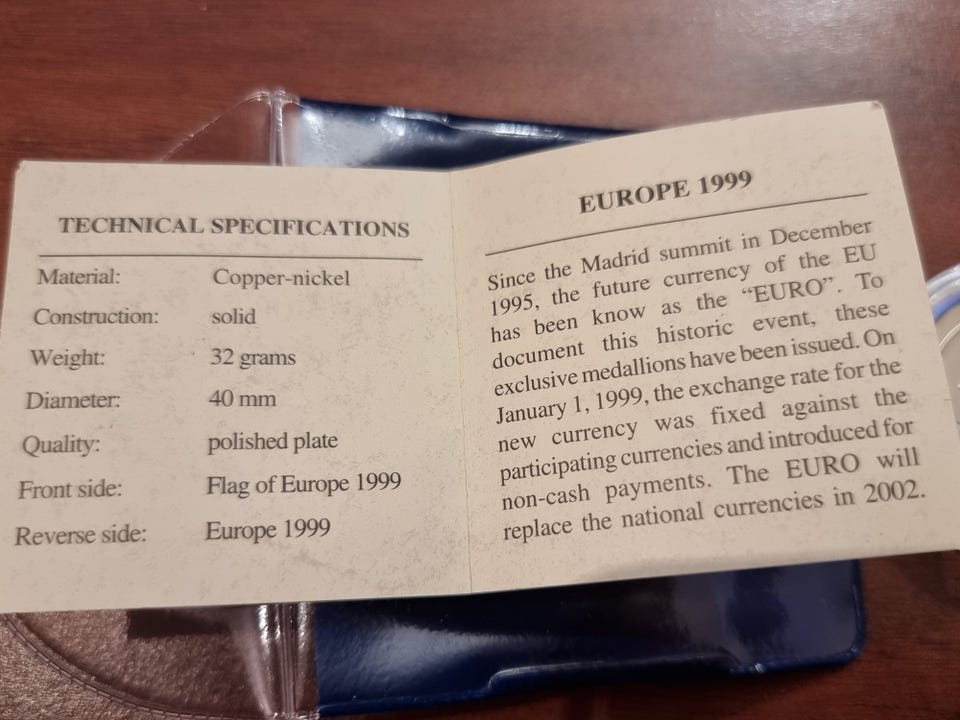 TECHNICAL SPECIFICATIONS
Material: Copper-nickel
Construction: solid
Weight: 32 grams
Diameter: 40 mm
Quality: polished plate
Front side: Flag of Europe 1999
Reverse side: Europe 1999
EUROPE 1999
Since the Madrid summit in December
1995, the future currency of the EU
has been know as the “EURO”. To
document this historic event, these
exclusive medallions have been issued. On
January 1, 1999, the exchange rate for the
new currency was fixed against the
participating currencies and introduced for
non-cash payments. The EURO will
replace the national currencies in 2002.